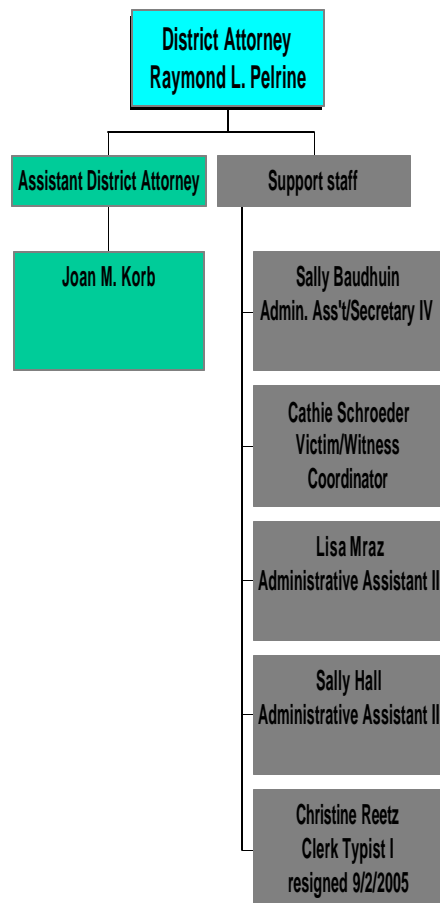 District Attorney
Raymond L. Pelrine
Assistant District Attorney
Support staff
Joan M. Korb
Sally Baudhuin
Admin. Ass't/Secretary IV
Cathie Schroeder
Victim/Witness
Coordinator
Lisa Mraz
Administrative Assistant II
Sally Hall
Administrative Assistant II
Christine Reetz
Clerk Typist I
resigned 9/2/2005